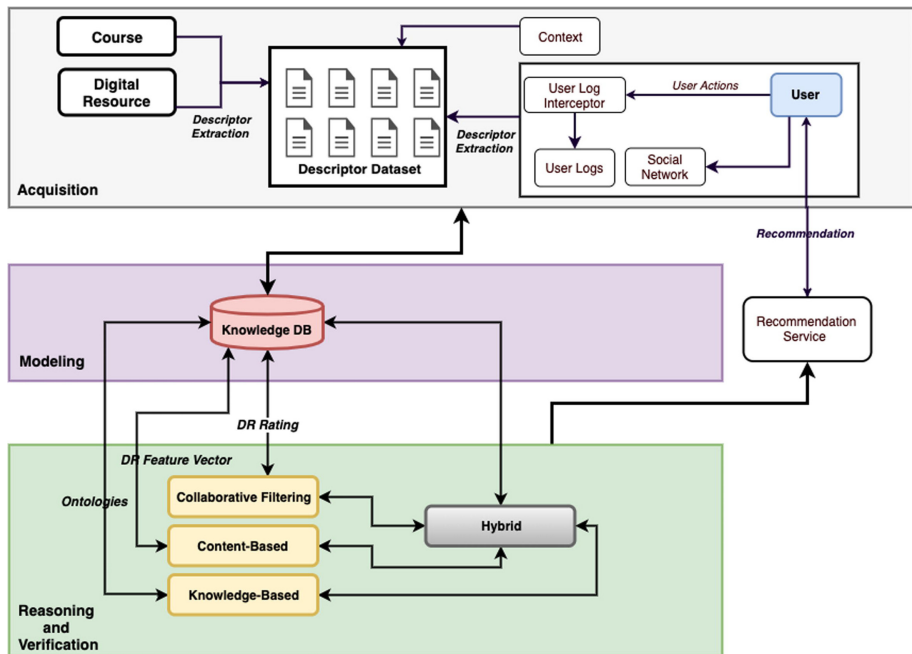 Course
Context
Digital
Resource
Descriptor
Extraction
Descriptor Dataset
Descriptor
Extraction
User Log
Interceptor
User Actions
User
User Logs
Social
Network
Acquisition
Recommendation
Recommendation
Service
Knowledge DB
Modeling
DR Rating
DR Feature Vector
Ontologies
Collaborative Filtering
Content-Based
Knowledge-Based
Hybrid
Reasoning
and
Verification